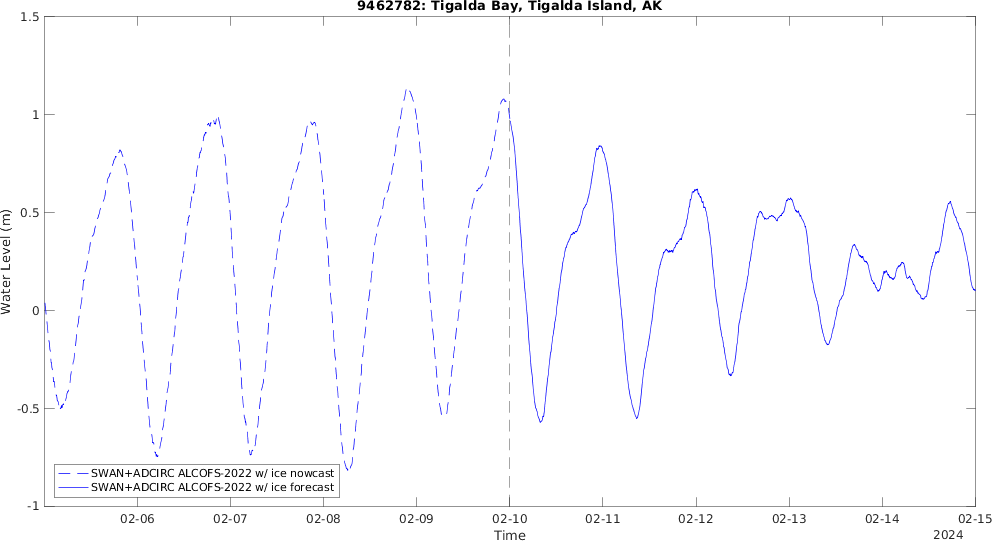 9462782: Tigalda Bay, Tigalda Island, AK
1.5
1
0.5
0
-0.5
-1
Water Level (m)
SWAN+ADCIRC ALCOFS-2022 w/ ice nowcast
SWAN+ADCIRC ALCOFS-2022 w/ ice forecast
02-06 02-07 02-08 02-09 02-10 02-11 02-12 02-13 02-14 02-15
Time
2024